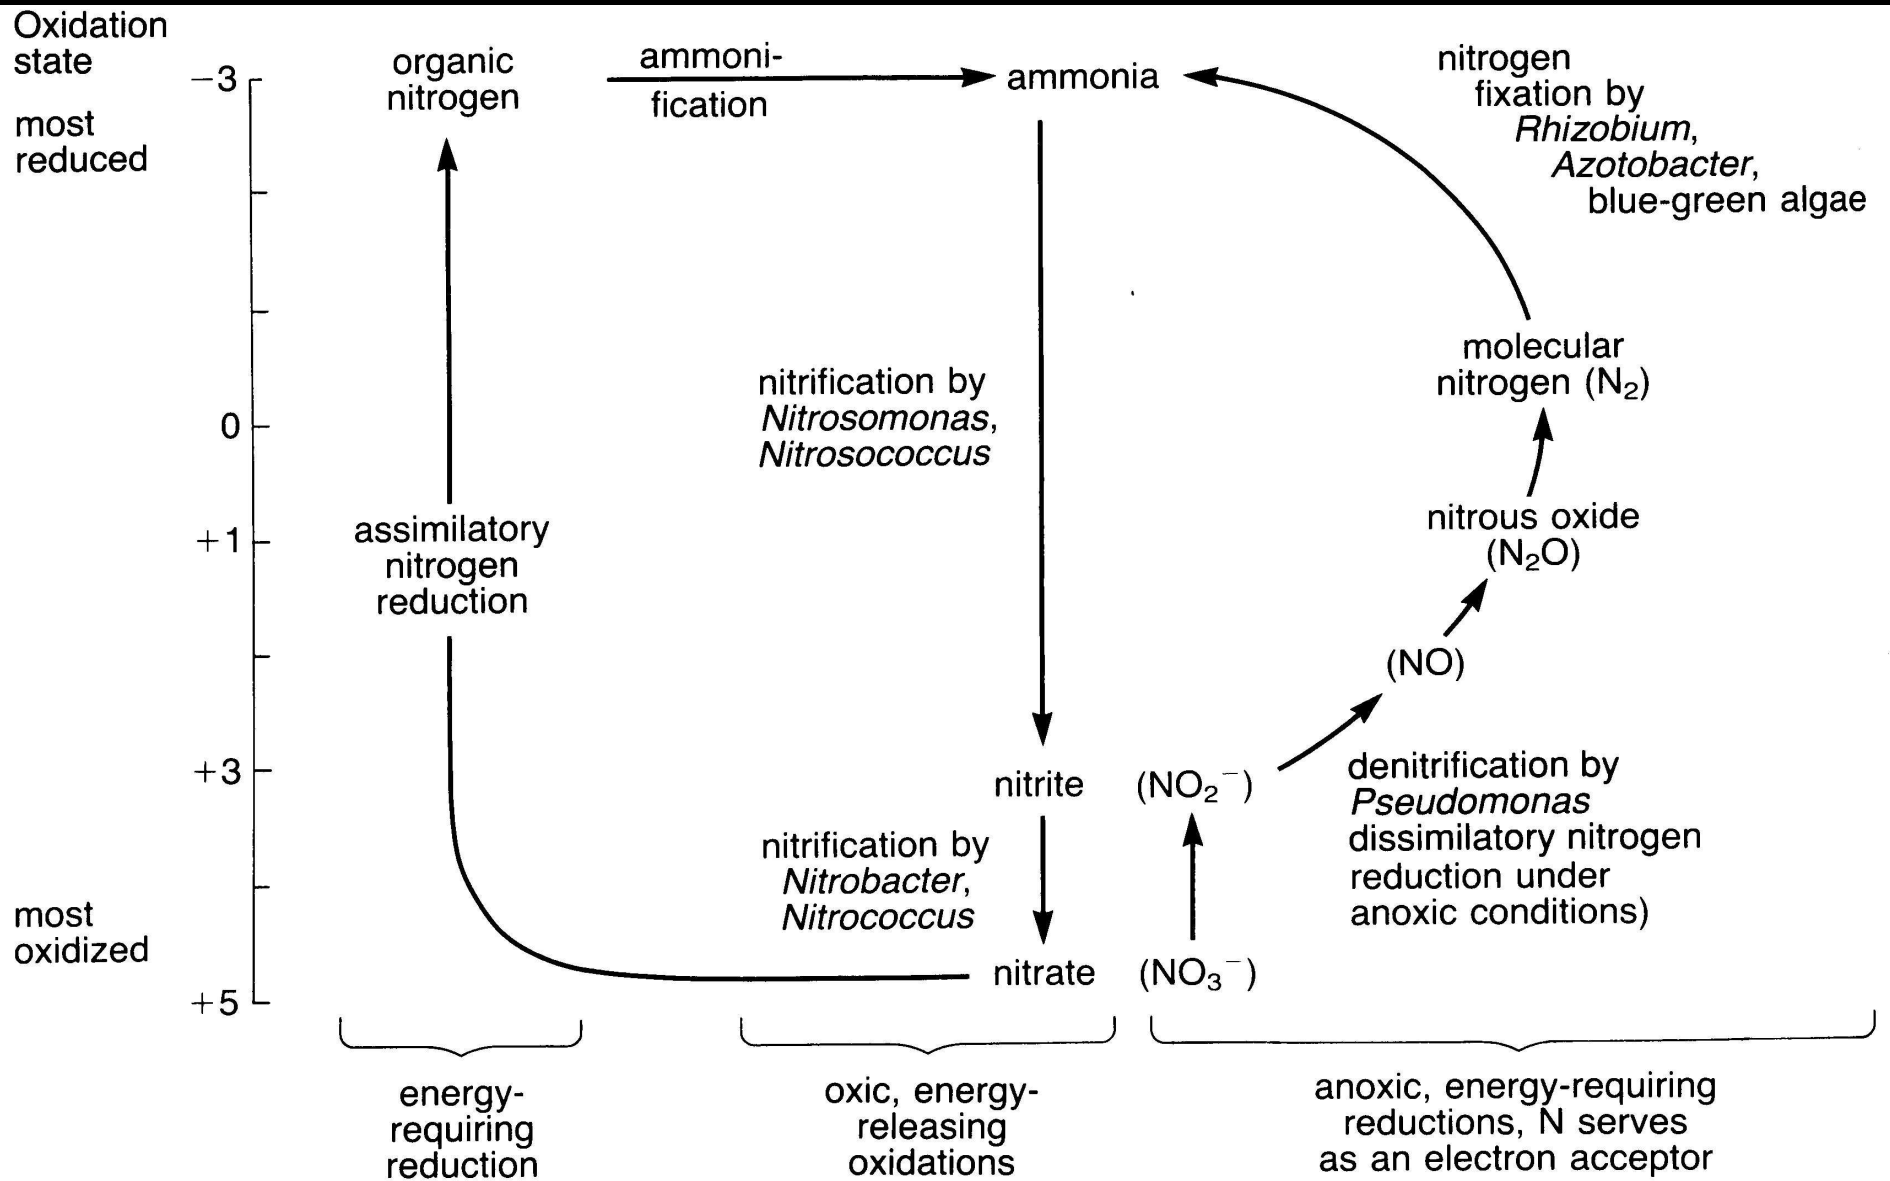 Oxidation
state
−3
most
reduced
0
+1
+3
most
oxidized
+5
organic
nitrogen
ammoni-
fication
ammonia
nitrogen
fixation by
Rhizobium,
Azotobacter,
blue-green algae
molecular
nitrogen (N₂)
nitrification by
Nitrosomonas,
Nitrosococcus
assimilatory
nitrogen
reduction
nitrous oxide
(N₂O)
(NO)
nitrite (NO₂⁻)
denitrification by
Pseudomonas
dissimilatory nitrogen
reduction under
anoxic conditions)
nitrification by
Nitrobacter,
Nitrococcus
nitrate (NO₃⁻)
energy-
requiring
reduction
oxic, energy-
releasing
oxidations
anoxic, energy-requiring
reductions, N serves
as an electron acceptor